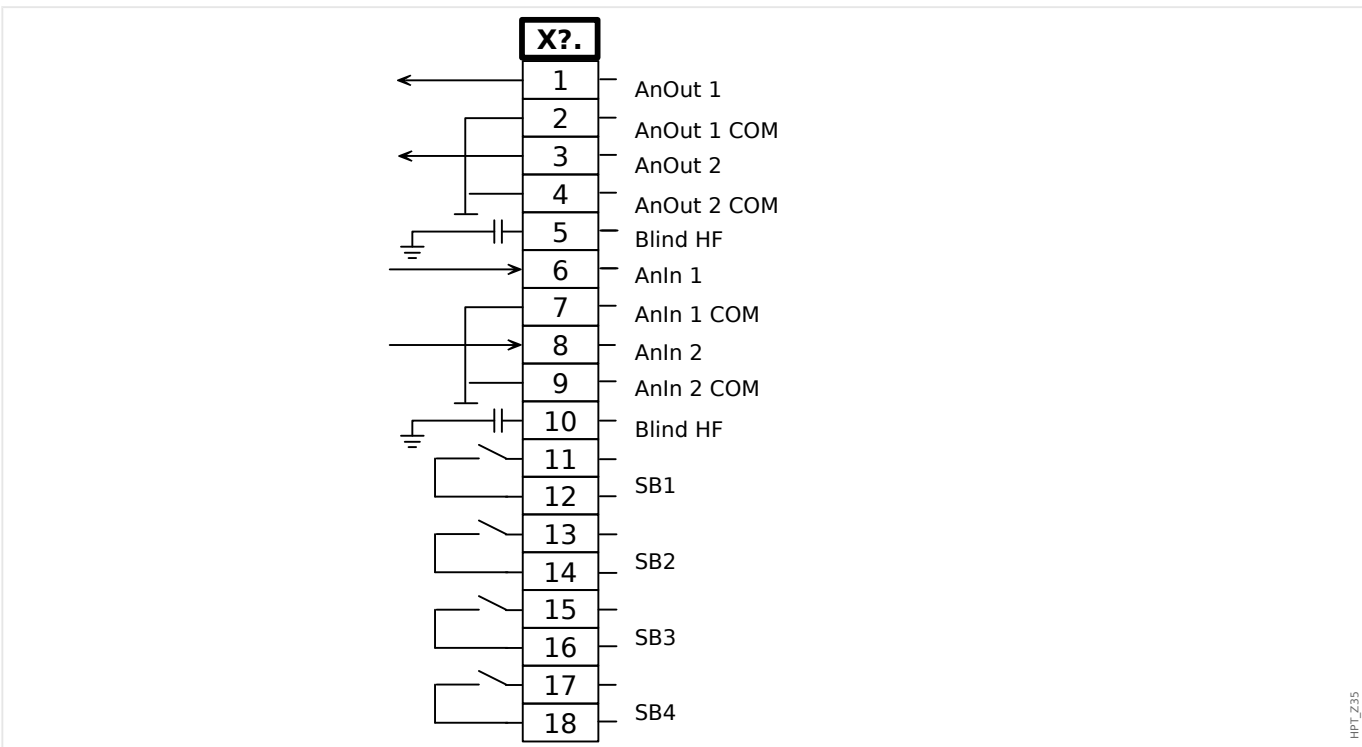 X?.
1 AnOut 1
2 AnOut 1 COM
3 AnOut 2
4 AnOut 2 COM
5 Blind HF
6 AnIn 1
7 AnIn 1 COM
8 AnIn 2
9 AnIn 2 COM
10 Blind HF
11
SB1
12
13
SB2
14
15
SB3
16
17
SB4
18
HPT_Z35